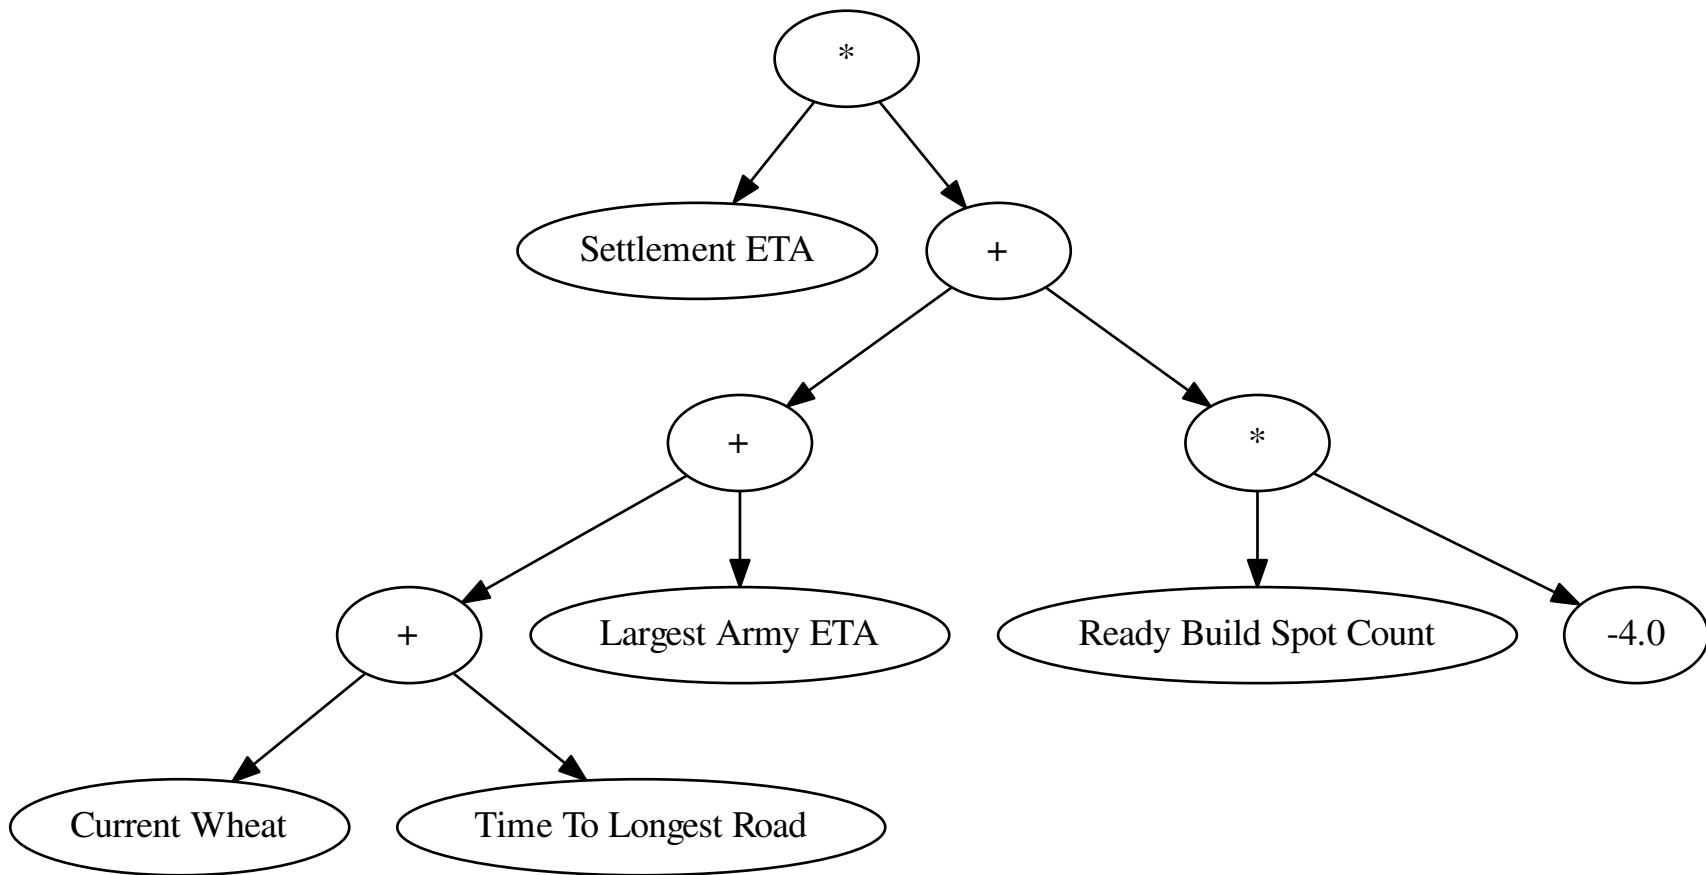 *
Settlement ETA
+
+
*
+
Largest Army ETA
Ready Build Spot Count
-4.0
Current Wheat
Time To Longest Road